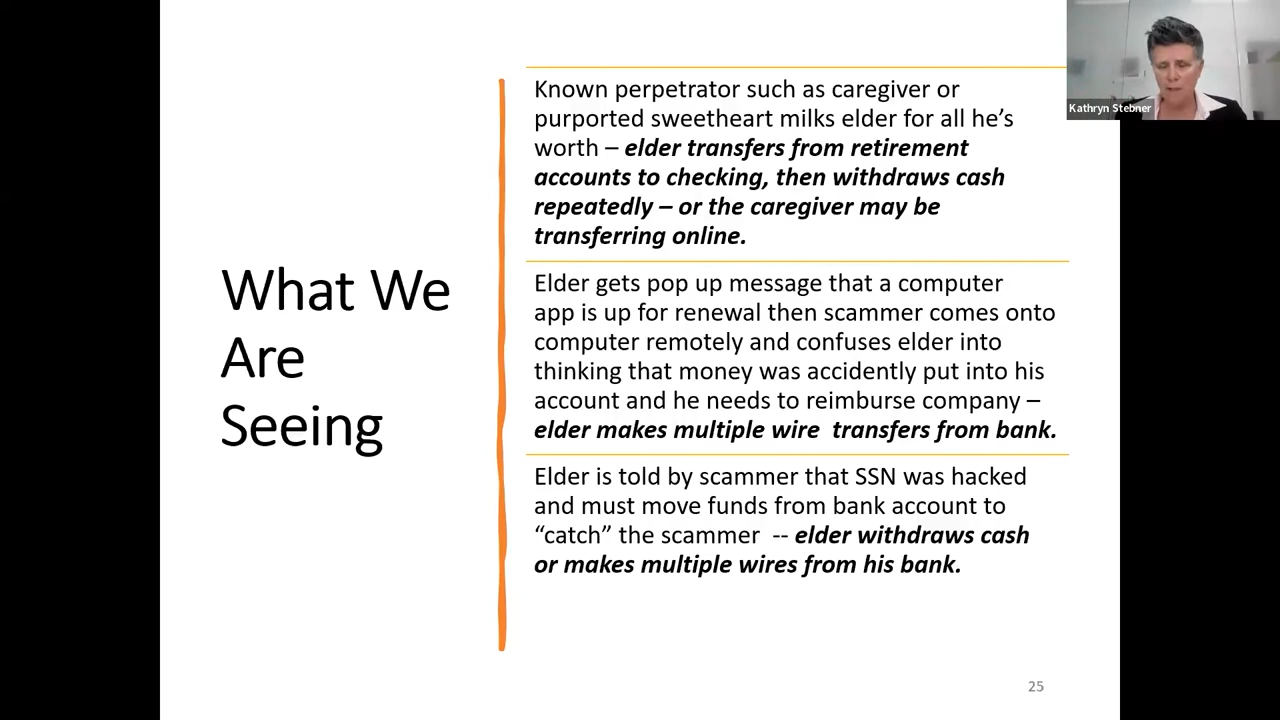 Kathryn Stebner
What We
Are
Seeing
Known perpetrator such as caregiver or
purported sweetheart milks elder for all he’s
worth – elder transfers from retirement
accounts to checking, then withdraws cash
repeatedly – or the caregiver may be
transferring online.
Elder gets pop up message that a computer
app is up for renewal then scammer comes onto
computer remotely and confuses elder into
thinking that money was accidently put into his
account and he needs to reimburse company –
elder makes multiple wire  transfers from bank.
Elder is told by scammer that SSN was hacked
and must move funds from bank account to
“catch” the scammer  -- elder withdraws cash
or makes multiple wires from his bank.
25